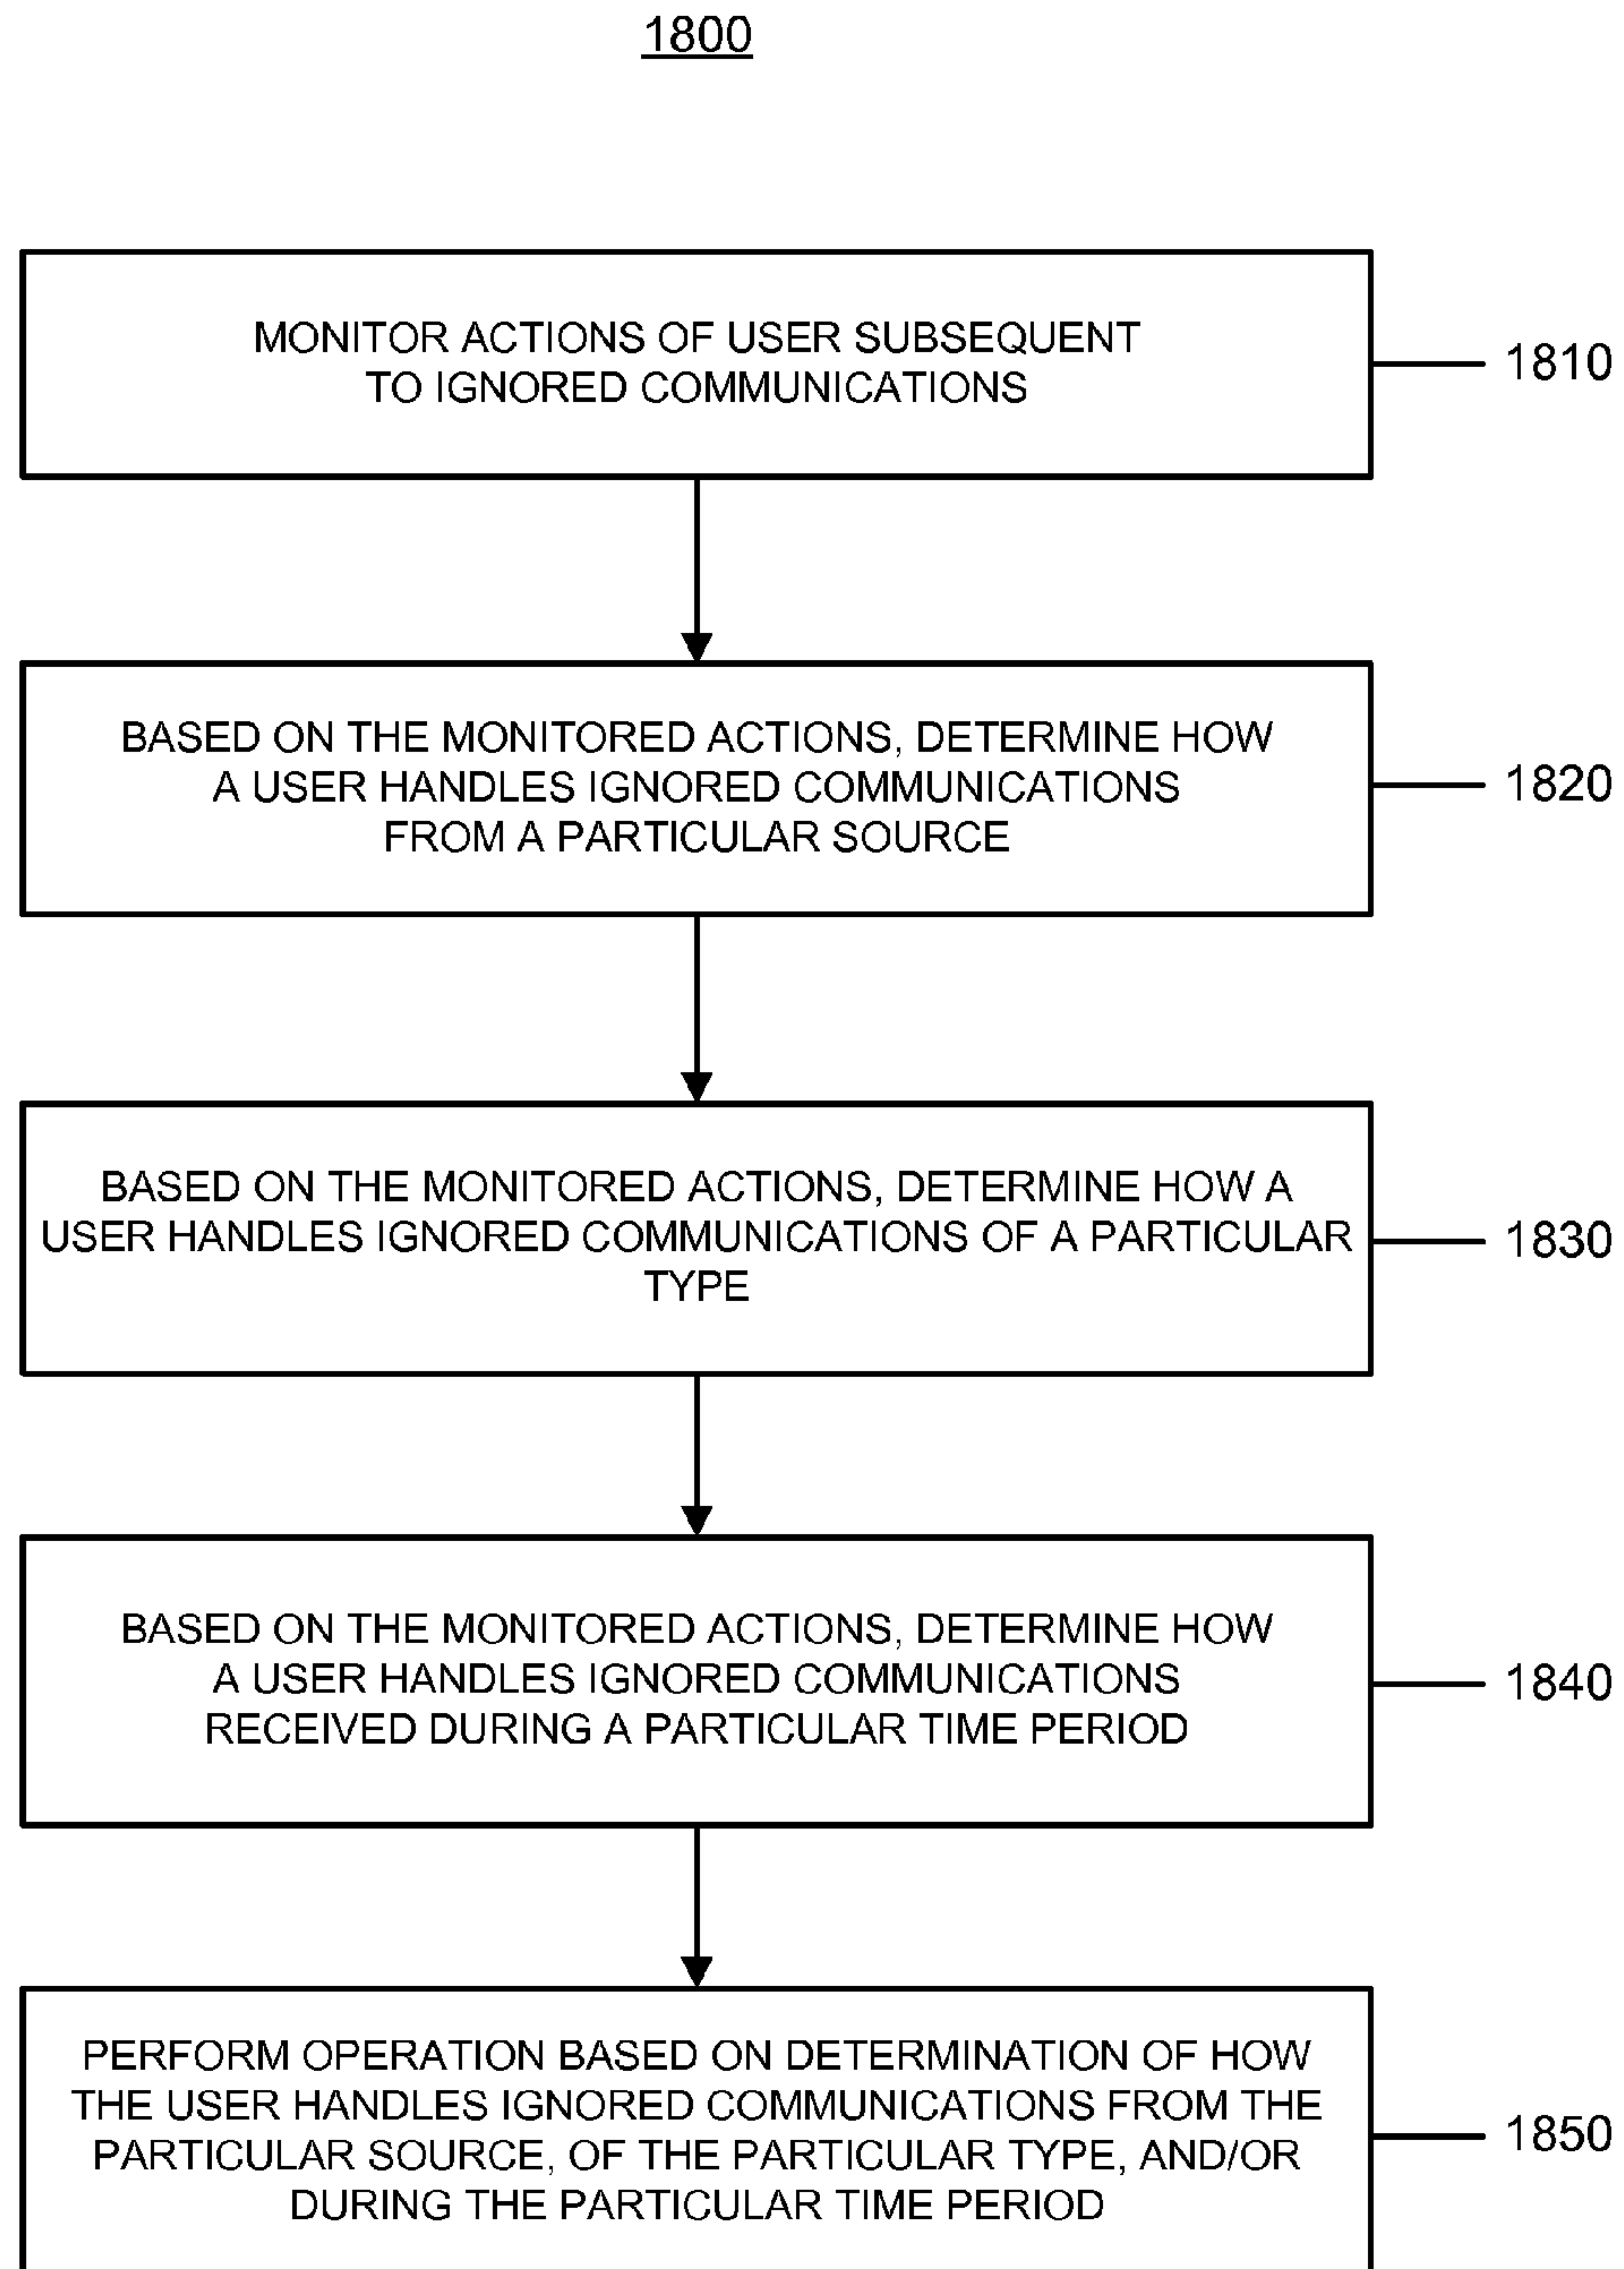 1800
MONITOR ACTIONS OF USER SUBSEQUENT
TO IGNORED COMMUNICATIONS
1810
BASED ON THE MONITORED ACTIONS, DETERMINE HOW
A USER HANDLES IGNORED COMMUNICATIONS
FROM A PARTICULAR SOURCE
1820
BASED ON THE MONITORED ACTIONS, DETERMINE HOW A
USER HANDLES IGNORED COMMUNICATIONS OF A PARTICULAR
TYPE
1830
BASED ON THE MONITORED ACTIONS, DETERMINE HOW
A USER HANDLES IGNORED COMMUNICATIONS
RECEIVED DURING A PARTICULAR TIME PERIOD
1840
PERFORM OPERATION BASED ON DETERMINATION OF HOW
THE USER HANDLES IGNORED COMMUNICATIONS FROM THE
PARTICULAR SOURCE, OF THE PARTICULAR TYPE, AND/OR
DURING THE PARTICULAR TIME PERIOD
1850